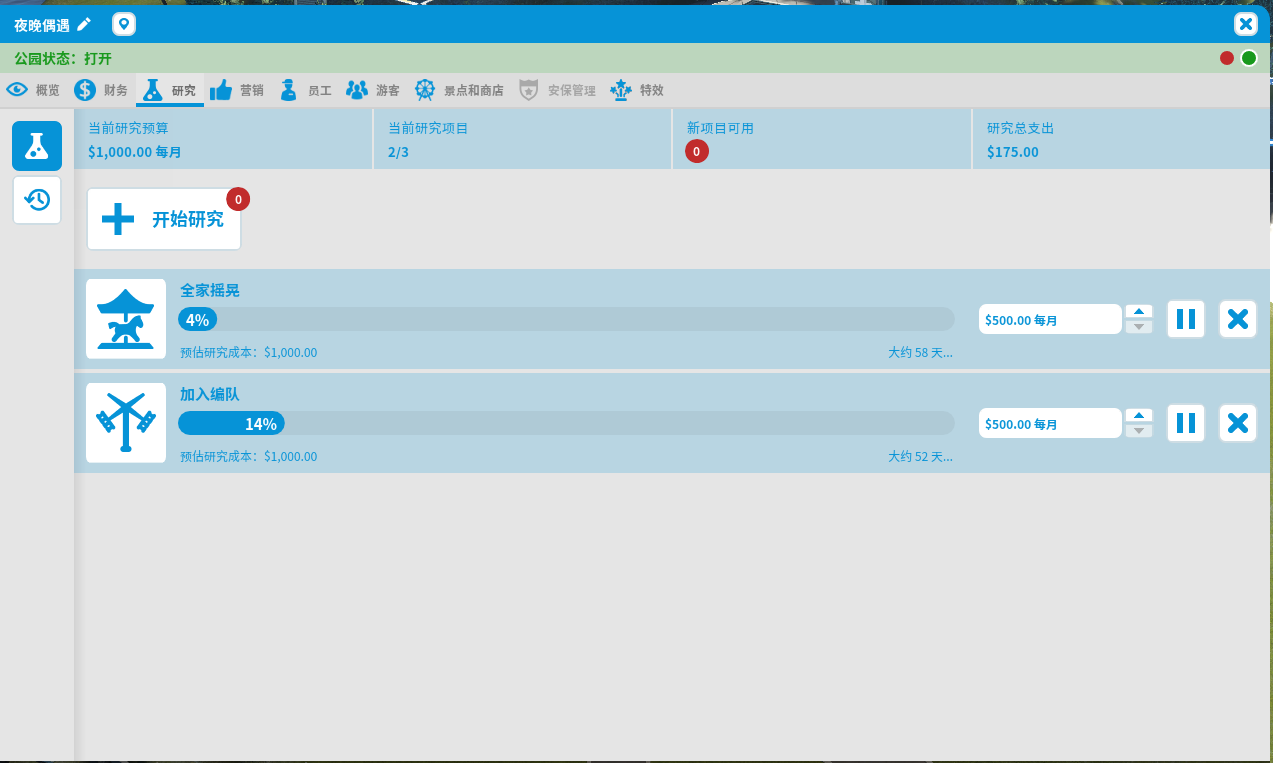 夜晚偶遇
公园状态：打开
概览 财务 研究 营销 员工 游客 景点和商店 安保管理 特效
当前研究预算 当前研究项目 新项目可用 研究总支出
$1,000.00 每月 2/3 0 $175.00
开始研究 0
全家摇晃
4% $500.00 每月
预估研究成本：$1,000.00 大约 58 天...
加入编队
14% $500.00 每月
预估研究成本：$1,000.00 大约 52 天...